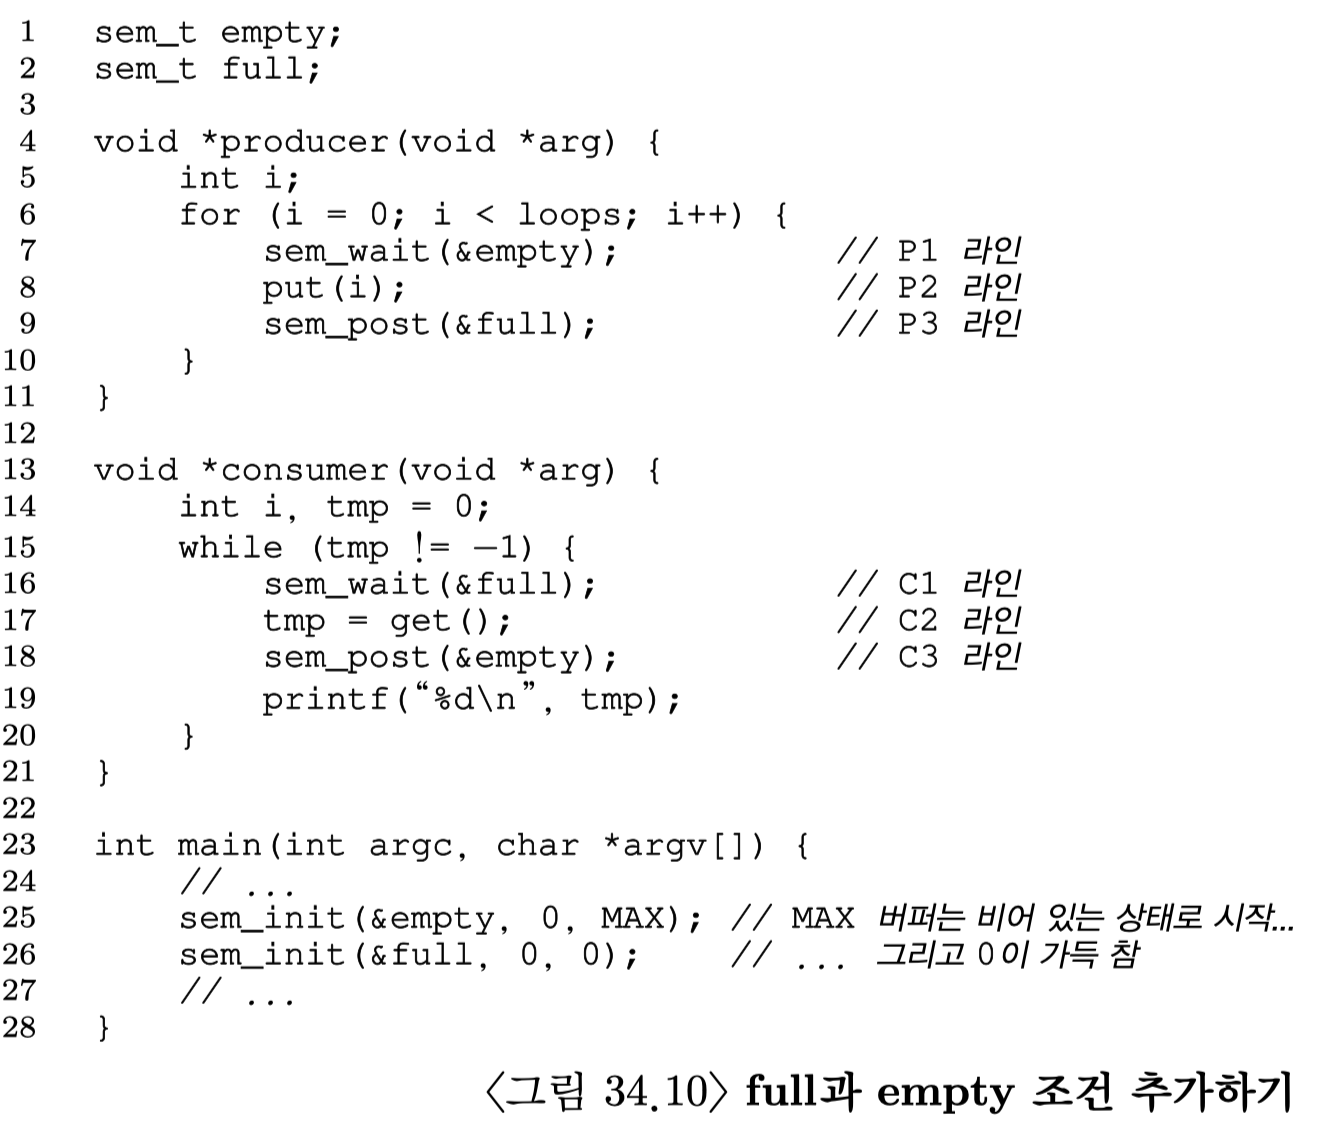 1 sem_t empty;
2 sem_t full;
3
4 void *producer(void *arg) {
5 int i;
6 for (i = 0; i < loops; i++) {
7 sem_wait(&empty); // P1 라인
8 put(i); // P2 라인
9 sem_post(&full); // P3 라인
10 }
11 }
12
13 void *consumer(void *arg) {
14 int i, tmp = 0;
15 while (tmp != −1) {
16 sem_wait(&full); // C1 라인
17 tmp = get(); // C2 라인
18 sem_post(&empty); // C3 라인
19 printf(“%d\n”, tmp);
20 }
21 }
22
23 int main(int argc, char *argv[]) {
24 // ...
25 sem_init(&empty, 0, MAX); // MAX 버퍼는 비어 있는 상태로 시작...
26 sem_init(&full, 0, 0); // ... 그리고 0이 가득 참
27 // ...
28 }
〈그림 34.10〉 full과 empty 조건 추가하기